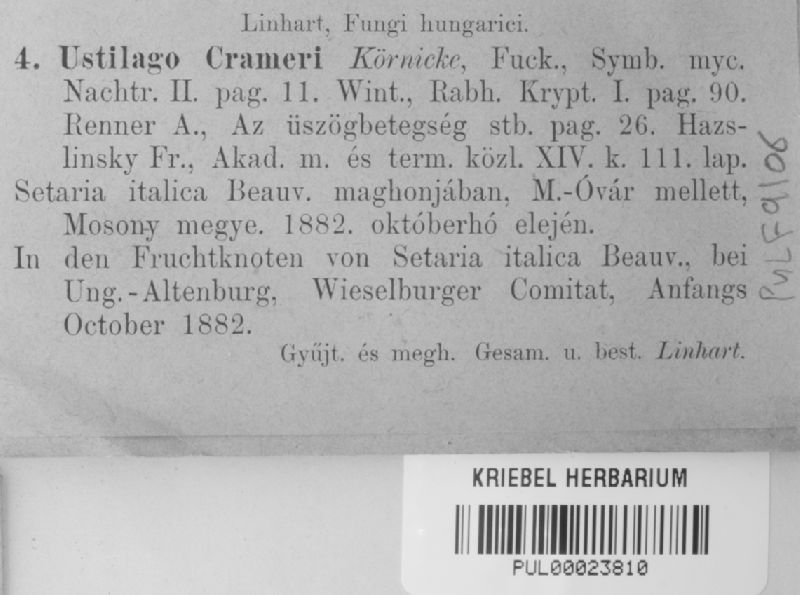 Linhart, Fungi hungarici.
4. Ustilago Crameri Körnicke, Fuck., Symb. myc.
Nachtr. II. pag. 11. Wint., Rabh. Krypt. I. pag. 90.
Renner A., Az üszögbetegség stb. pag. 26. Hazs-
linsky Fr., Akad. m. és term. közl. XIV. k. 111. lap.
Setaria italica Beauv. maghonjában, M.-Óvár mellett,
Mosony megye. 1882. októberhó elején.
In den Fruchtknoten von Setaria italica Beauv., bei
Ung.-Altenburg, Wieselburger Comitat, Anfangs
October 1882.
Gyűjt. és megh. Gesam. u. best. Linhart.
PULF9106
KRIEBEL HERBARIUM
PUL00023810